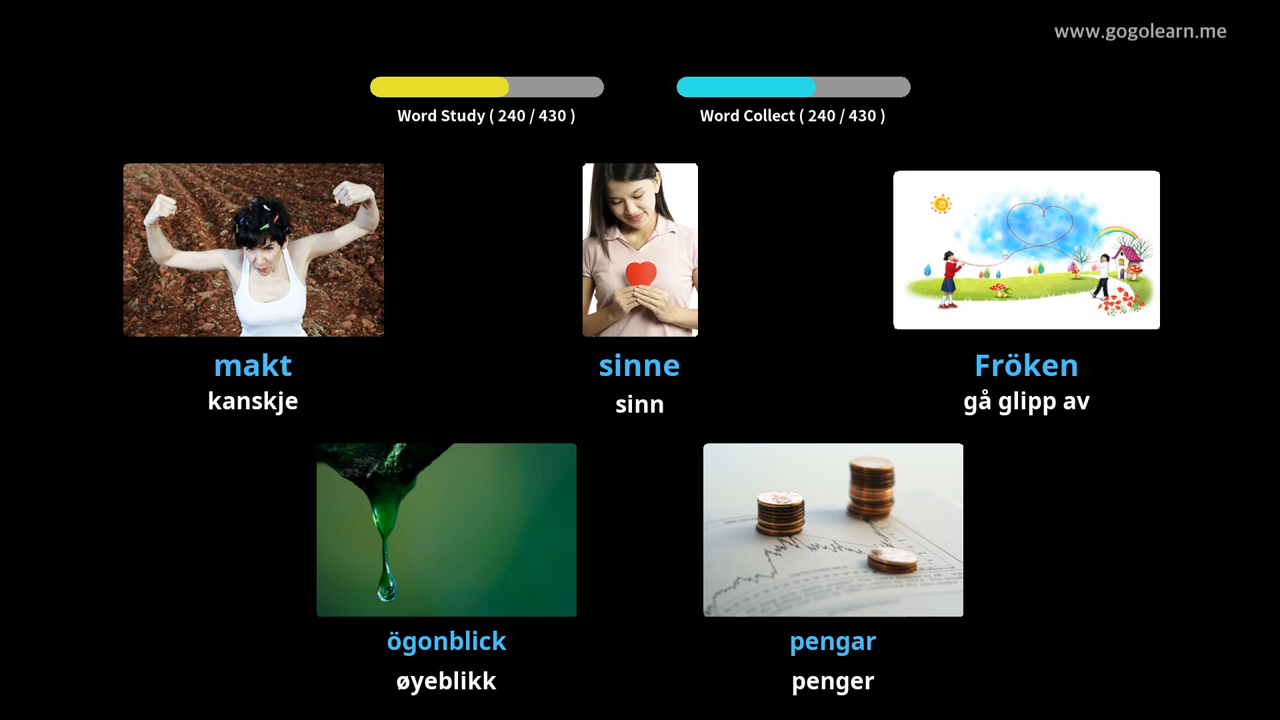 www.gogolearn.me
Word Study ( 240 / 430 )
Word Collect ( 240 / 430 )
makt
kanskje
sinne
sinn
Fröken
gå glipp av
ögonblick
øyeblikk
pengar
penger